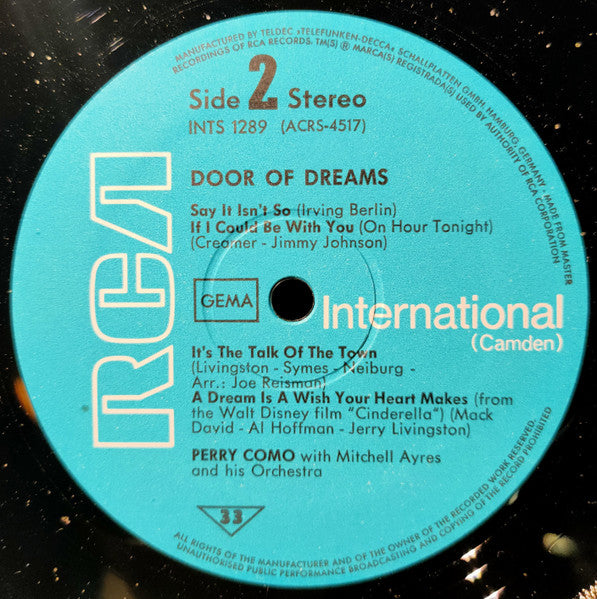 MANUFACTURED BY TELDEC »TELEFUNKEN-DECCA« SCHALLPLATTEN GMBH, HAMBURG, GERMANY • MADE FROM MASTER
RECORDINGS OF RCA RECORDS. TM(S) ® MARCA(S) REGISTRADA(S) USED BY AUTHORITY OF RCA CORPORATION
Side 2 Stereo
INTS 1289 (ACRS-4517)
DOOR OF DREAMS
Say It Isn't So (Irving Berlin)
If I Could Be With You (On Hour Tonight)
(Creamer - Jimmy Johnson)
RCA
GEMA
International
(Camden)
It's The Talk Of The Town
(Livingston - Symes - Neiburg -
Arr.: Joe Reisman)
A Dream Is A Wish Your Heart Makes (from
the Walt Disney film "Cinderella") (Mack
David - Al Hoffman - Jerry Livingston)
PERRY COMO with Mitchell Ayres
and his Orchestra
33
ALL RIGHTS OF THE MANUFACTURER AND OF THE OWNER OF THE RECORDED WORK RESERVED.
UNAUTHORISED PUBLIC PERFORMANCE BROADCASTING AND COPYING OF THE RECORD PROHIBITED